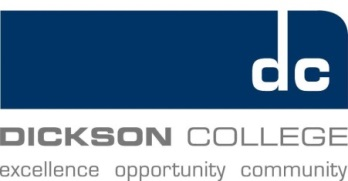 dc
DICKSON COLLEGE
excellence opportunity community